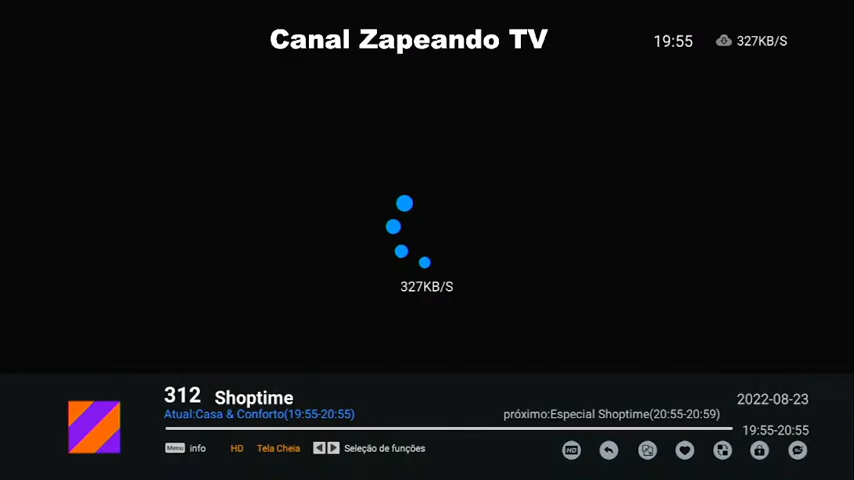 Canal Zapeando TV
19:55
327KB/S
327KB/S
312 Shoptime
2022-08-23
Atual:Casa & Conforto(19:55-20:55)
próximo:Especial Shoptime(20:55-20:59)
19:55-20:55
Menu info HD Tela Cheia Seleção de funções
HD